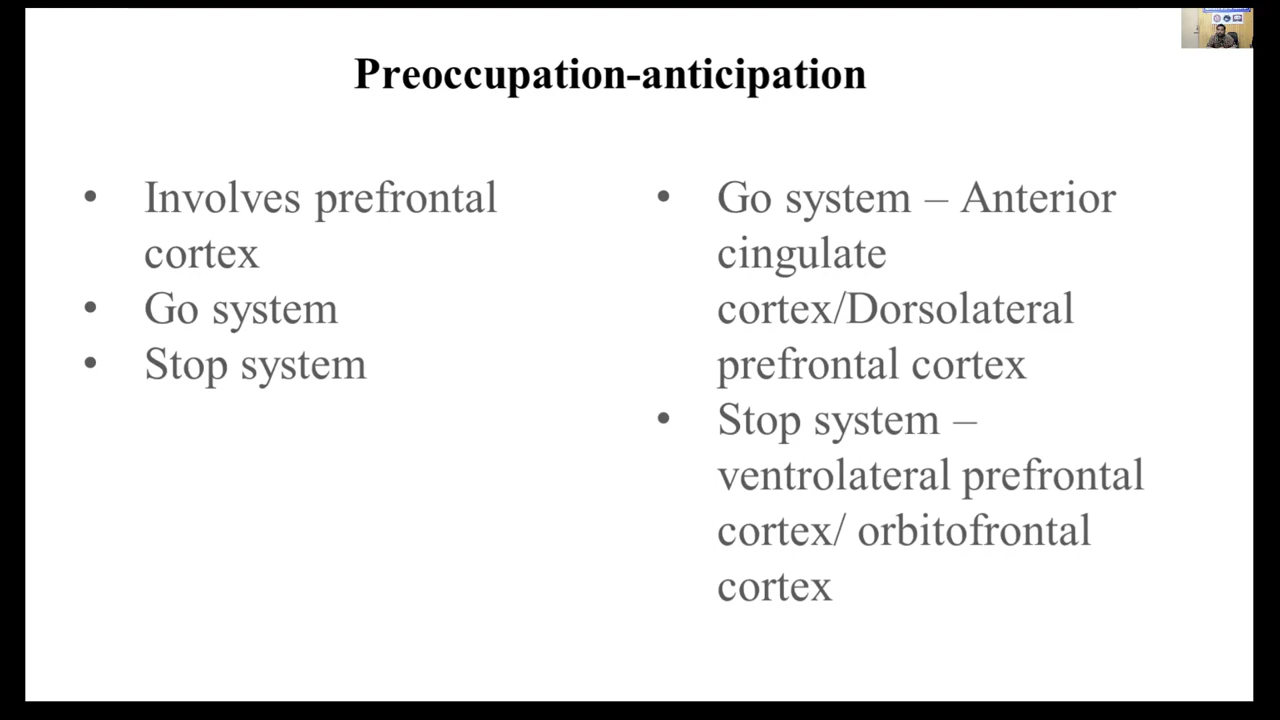 Preoccupation-anticipation
• Involves prefrontal
cortex
• Go system
• Stop system
• Go system – Anterior
cingulate
cortex/Dorsolateral
prefrontal cortex
• Stop system –
ventrolateral prefrontal
cortex/ orbitofrontal
cortex